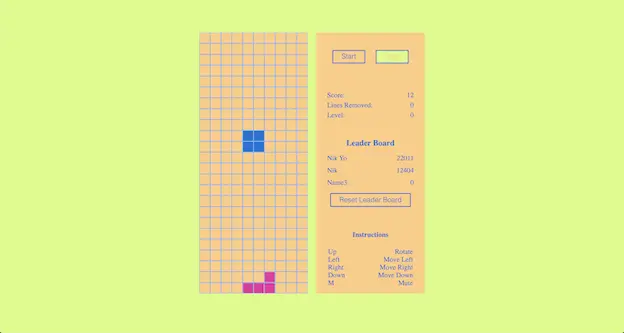 Start
Score: 12
Lines Removed: 0
Level: 0
Leader Board
Nik Yo 22011
Nik 12404
Name3 0
Reset Leader Board
Instructions
Up Rotate
Left Move Left
Right Move Right
Down Move Down
M Mute